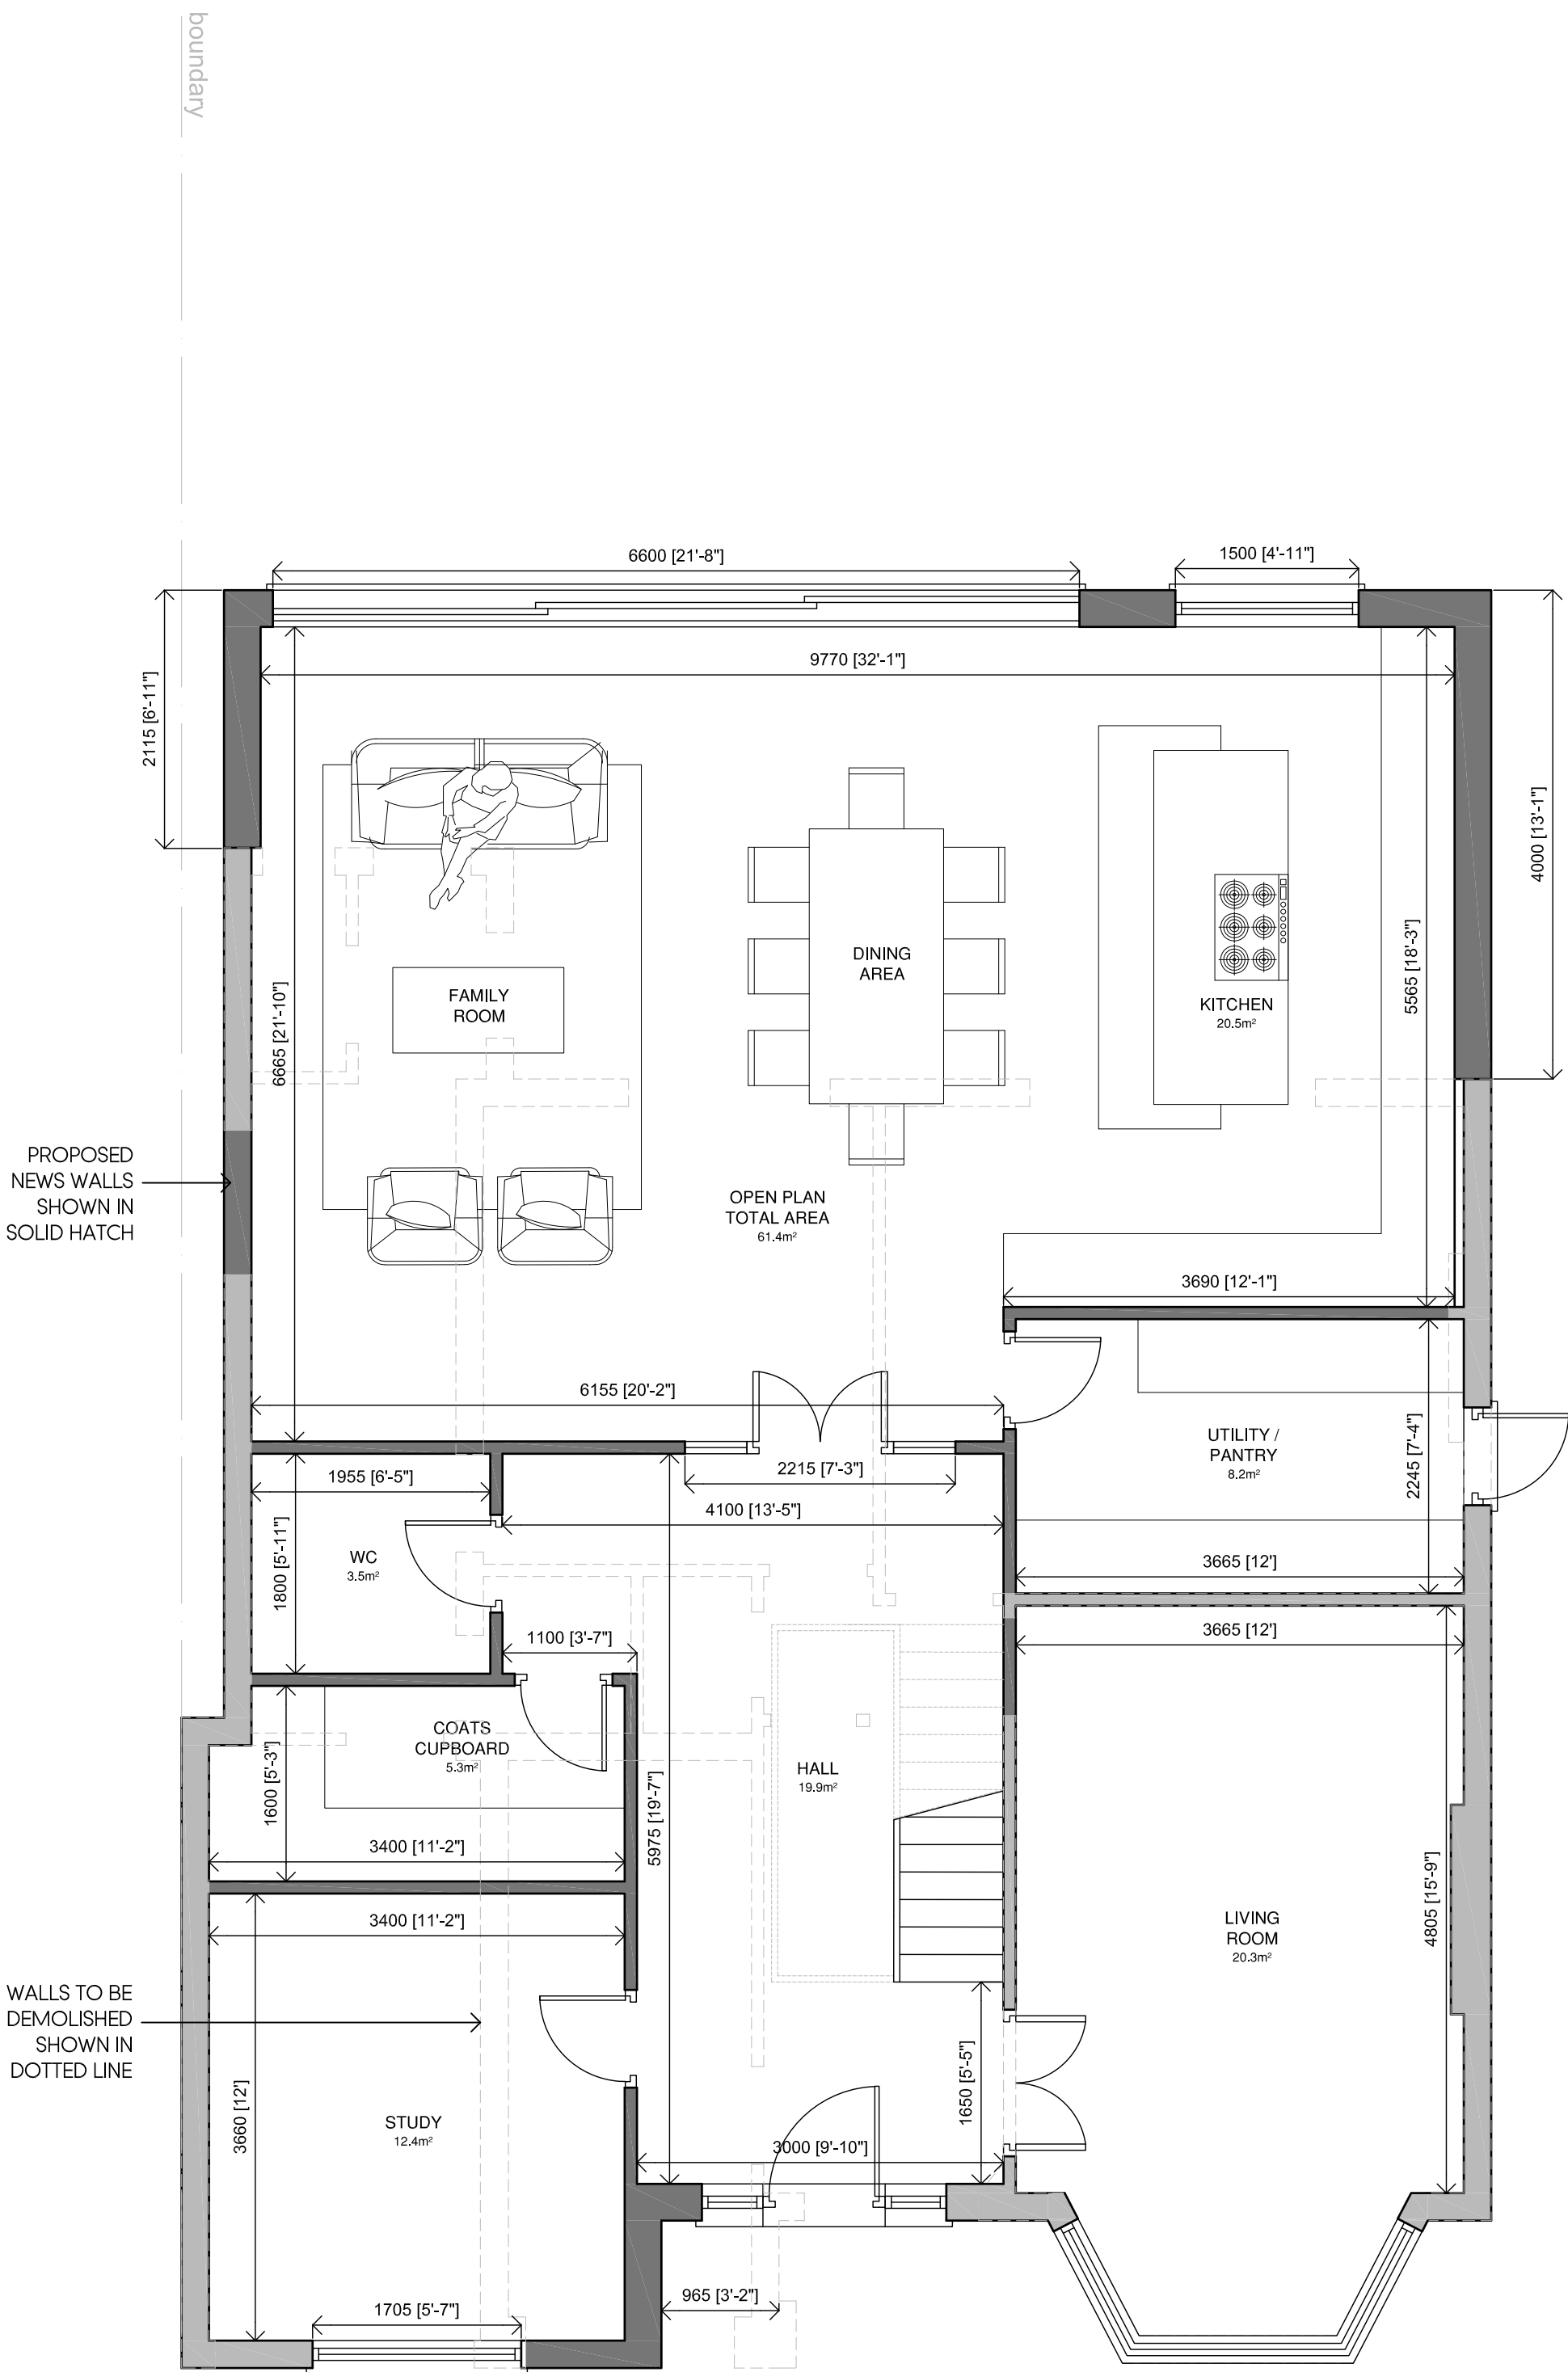 boundary
6600 [21'-8"]
1500 [4'-11"]
9770 [32'-1"]
2115 [6'-11"]
4000 [13'-1"]
DINING
AREA
FAMILY
ROOM
KITCHEN
20.5m²
5565 [18'-3"]
6665 [21'-10"]
PROPOSED
NEWS WALLS
SHOWN IN
SOLID HATCH
OPEN PLAN
TOTAL AREA
61.4m²
3690 [12'-1"]
6155 [20'-2"]
UTILITY /
PANTRY
8.2m²
2245 [7'-4"]
2215 [7'-3"]
1955 [6'-5"]
4100 [13'-5"]
WC
3.5m²
1800 [5'-11"]
3665 [12']
1100 [3'-7"]
3665 [12']
COATS
CUPBOARD
5.3m²
1600 [5'-3"]
HALL
19.9m²
5975 [19'-7"]
3400 [11'-2"]
3400 [11'-2"]
LIVING
ROOM
20.3m²
4805 [15'-9"]
WALLS TO BE
DEMOLISHED
SHOWN IN
DOTTED LINE
1650 [5'-5"]
STUDY
12.4m²
3660 [12']
3000 [9'-10"]
965 [3'-2"]
1705 [5'-7"]